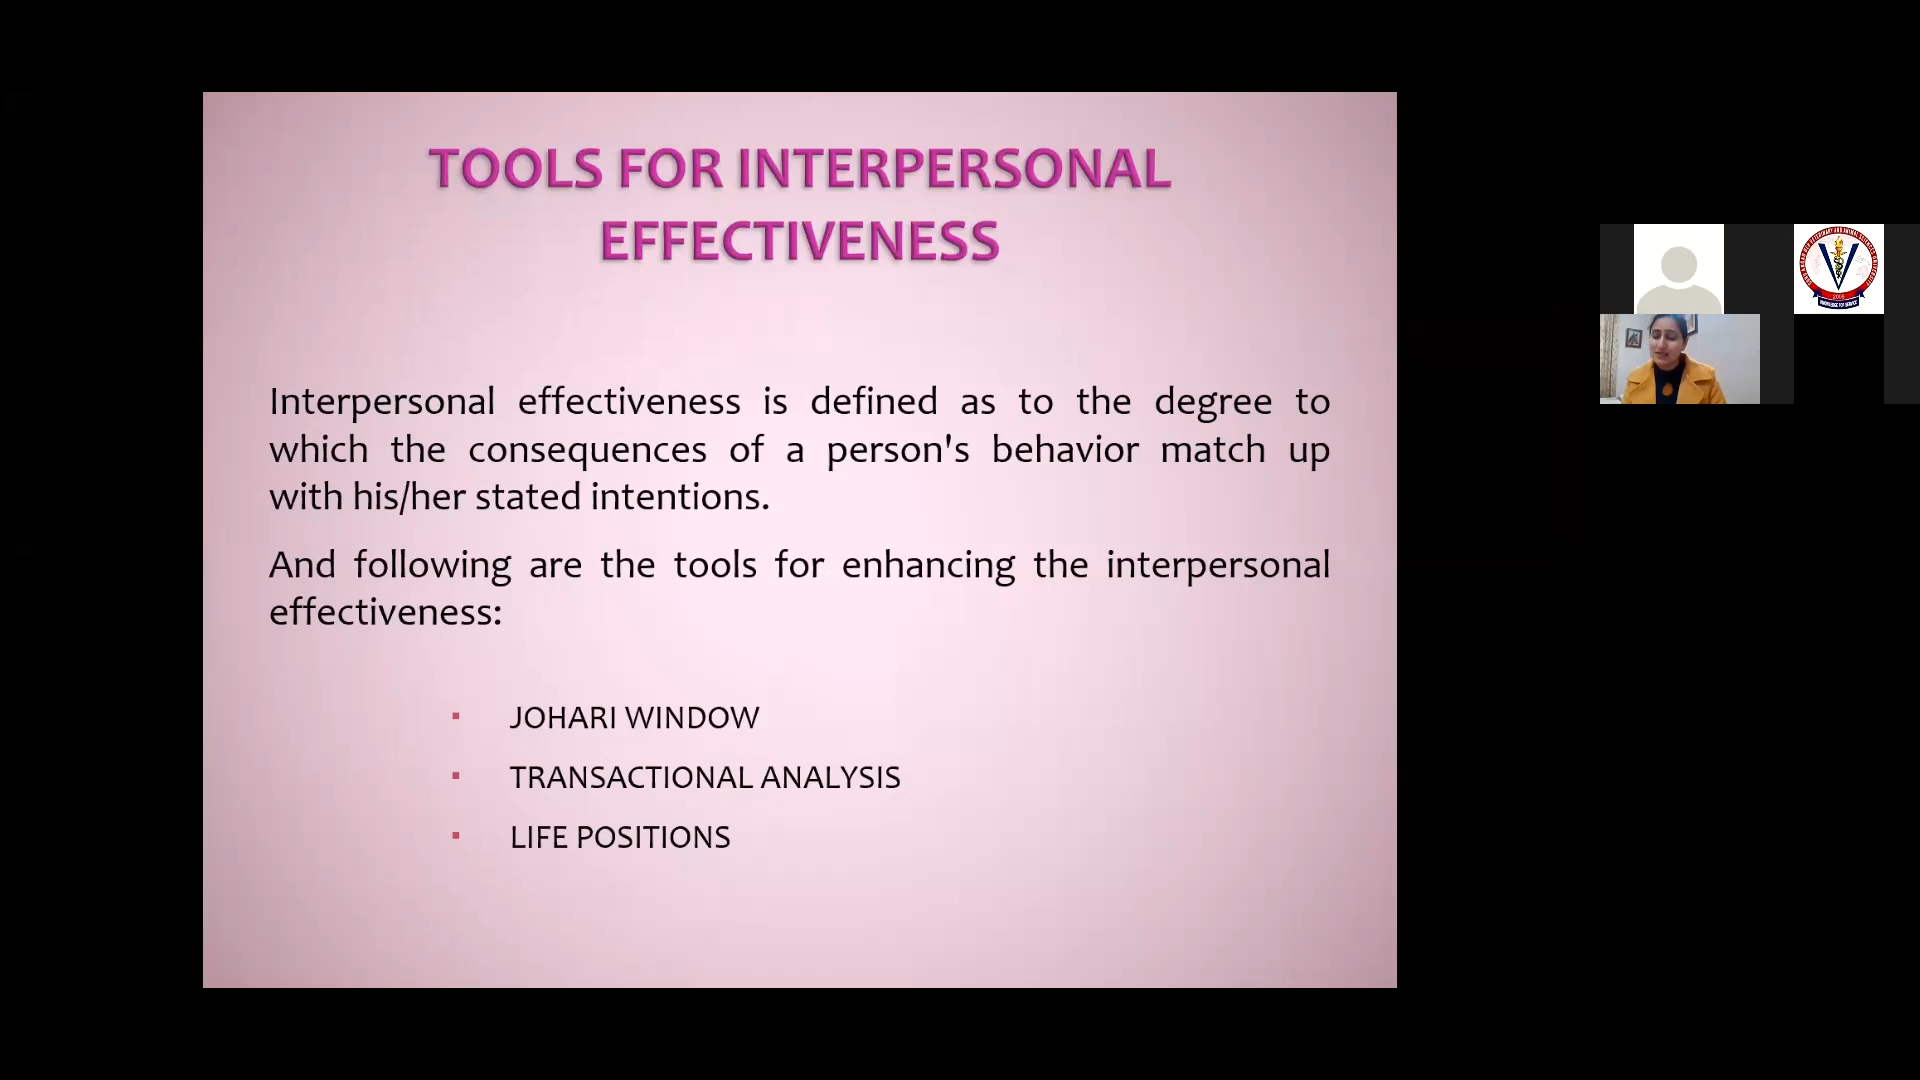 TOOLS FOR INTERPERSONAL
EFFECTIVENESS
Interpersonal effectiveness is defined as to the degree to
which the consequences of a person's behavior match up
with his/her stated intentions.
And following are the tools for enhancing the interpersonal
effectiveness:
▪ JOHARI WINDOW
▪ TRANSACTIONAL ANALYSIS
▪ LIFE POSITIONS